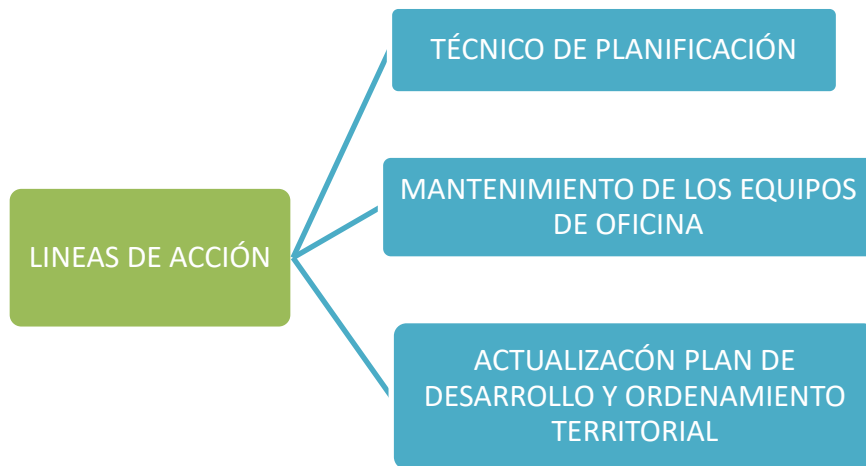 TÉCNICO DE PLANIFICACIÓN
MANTENIMIENTO DE LOS EQUIPOS
DE OFICINA
LINEAS DE ACCIÓN
ACTUALIZACÓN PLAN DE
DESARROLLO Y ORDENAMIENTO
TERRITORIAL